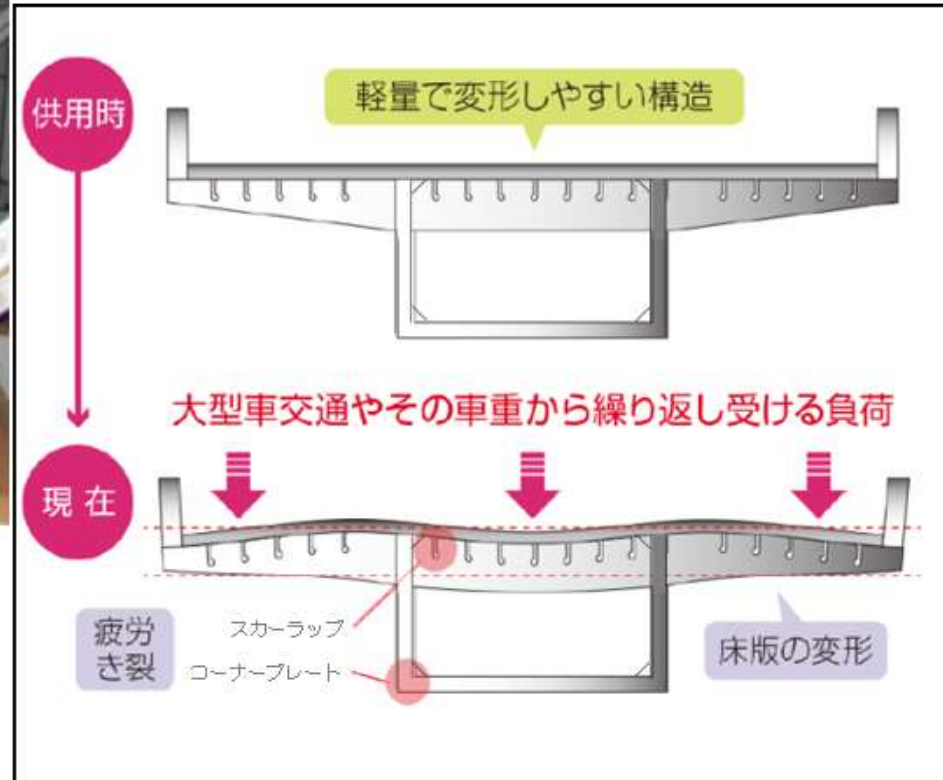 供用時
軽量で変形しやすい構造
大型車交通やその車重から繰り返し受ける負荷
現在
疲労
き裂
スカーラップ
コーナープレート
床版の変形